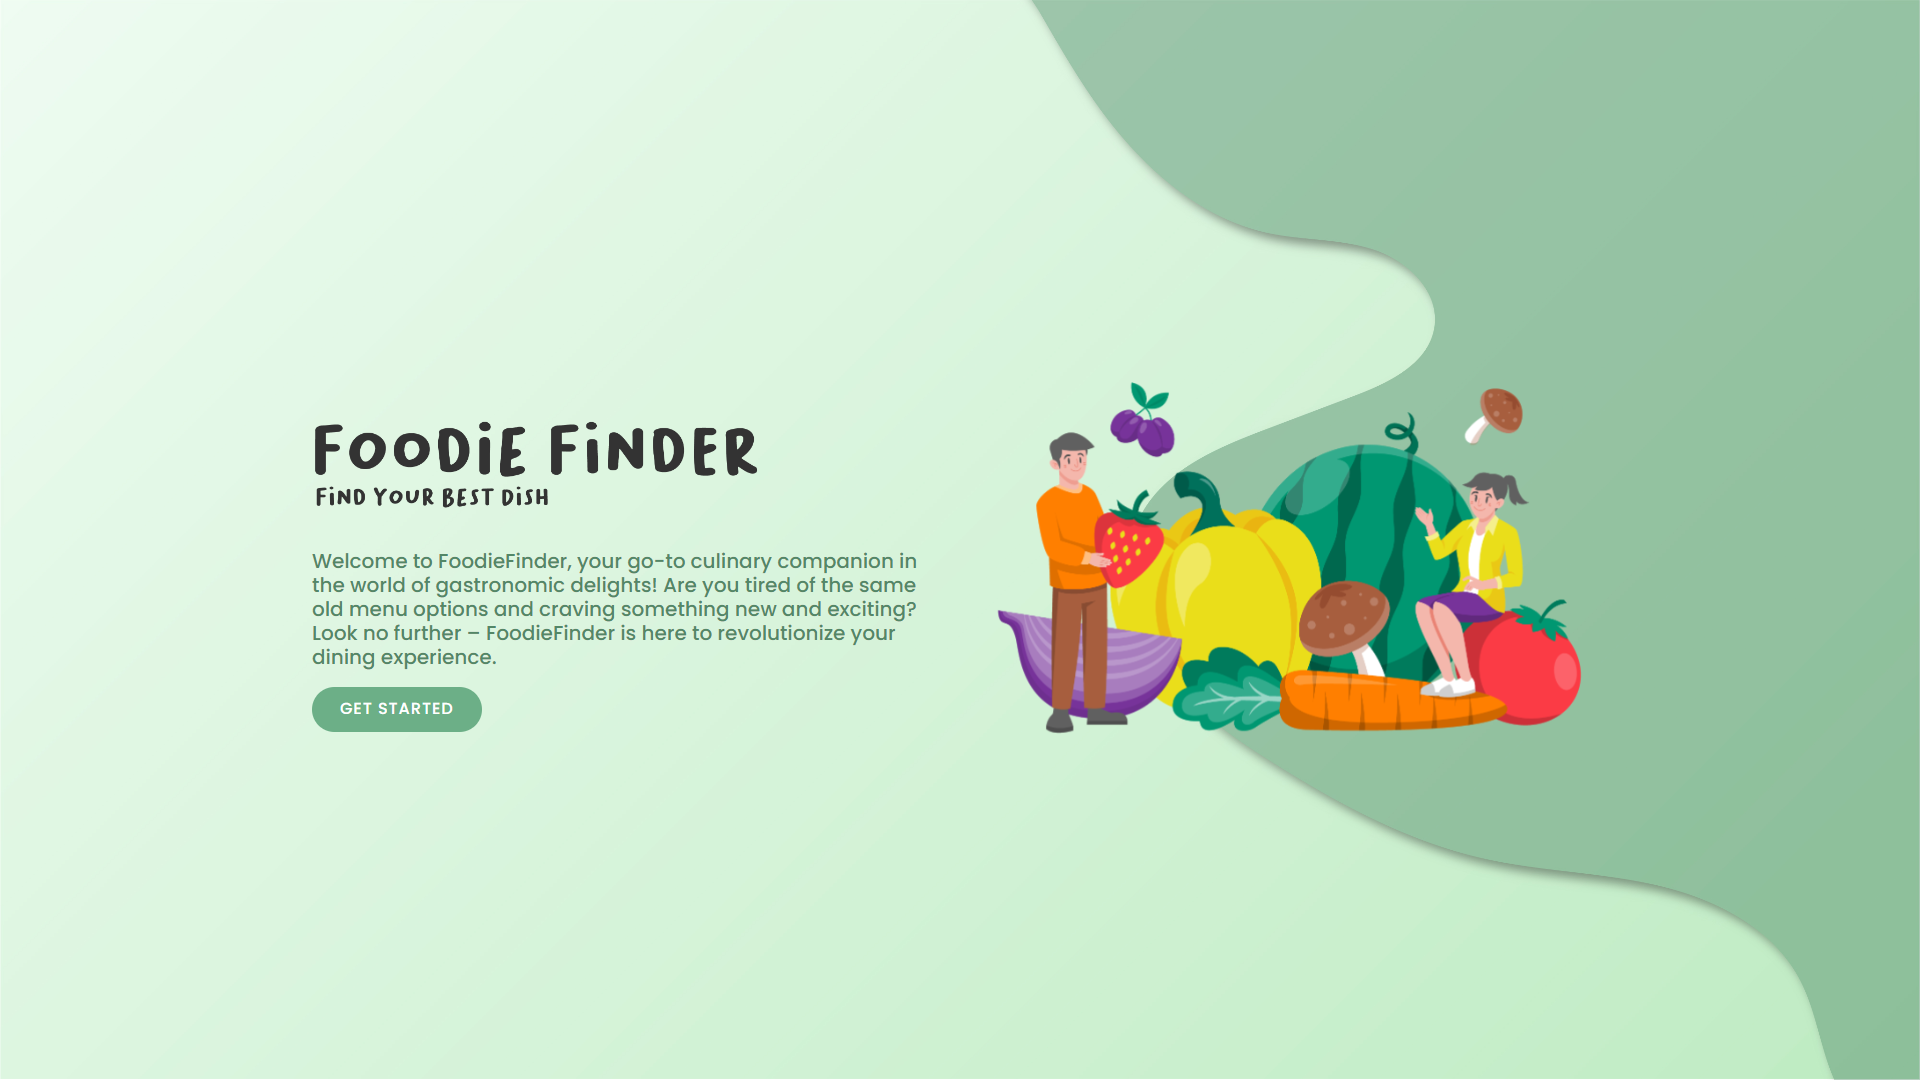 FOODiE FiNDER
FiND YOUR BEST DiSH
Welcome to FoodieFinder, your go-to culinary companion in
the world of gastronomic delights! Are you tired of the same
old menu options and craving something new and exciting?
Look no further – FoodieFinder is here to revolutionize your
dining experience.
GET STARTED